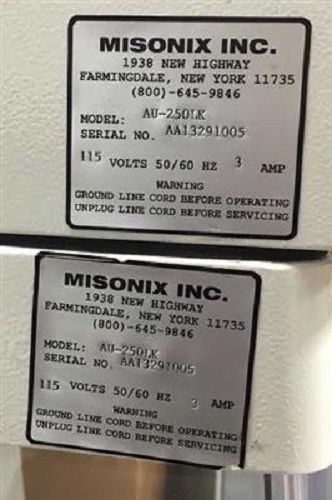 MISONIX INC.
1938 NEW HIGHWAY
FARMINGDALE, NEW YORK 11735
(800)-645-9846
MODEL: AU-250LK
SERIAL NO. AA13291005
115 VOLTS 50/60 HZ 3 AMP
WARNING
GROUND LINE CORD BEFORE OPERATING
UNPLUG LINE CORD BEFORE SERVICING
MISONIX INC.
1938 NEW HIGHWAY
FARMINGDALE, NEW YORK 11735
(800)-645-9846
MODEL: AU-250LK
SERIAL NO. AA13291005
115 VOLTS 50/60 HZ 3 AMP
WARNING
GROUND LINE CORD BEFORE OPERATING
UNPLUG LINE CORD BEFORE SERVICING